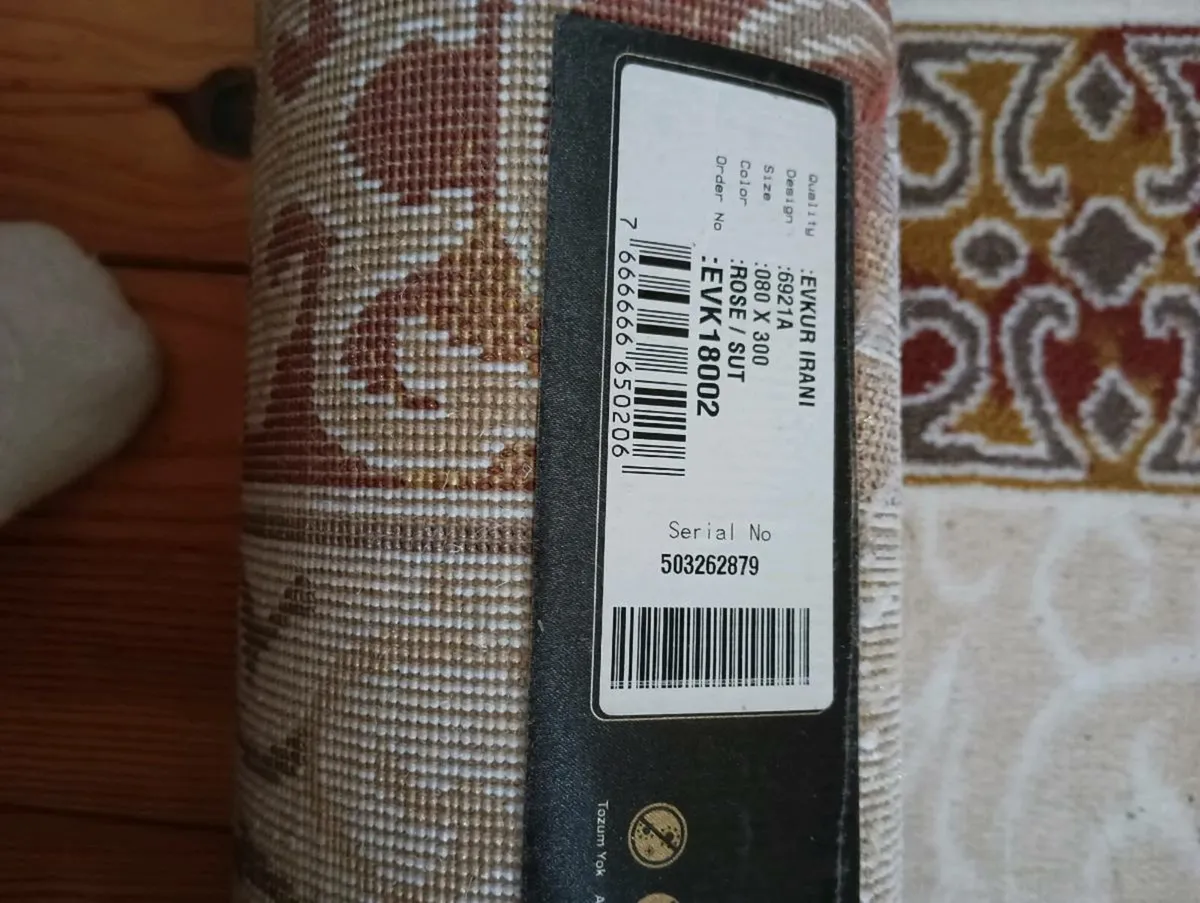 Quality :EVKUR IRANI
Design :6921A
Size :080 X 300
Color :ROSE / SUT
Order No :EVK18002
7 666666 650206
Serial No
503262879
Tozum Yok